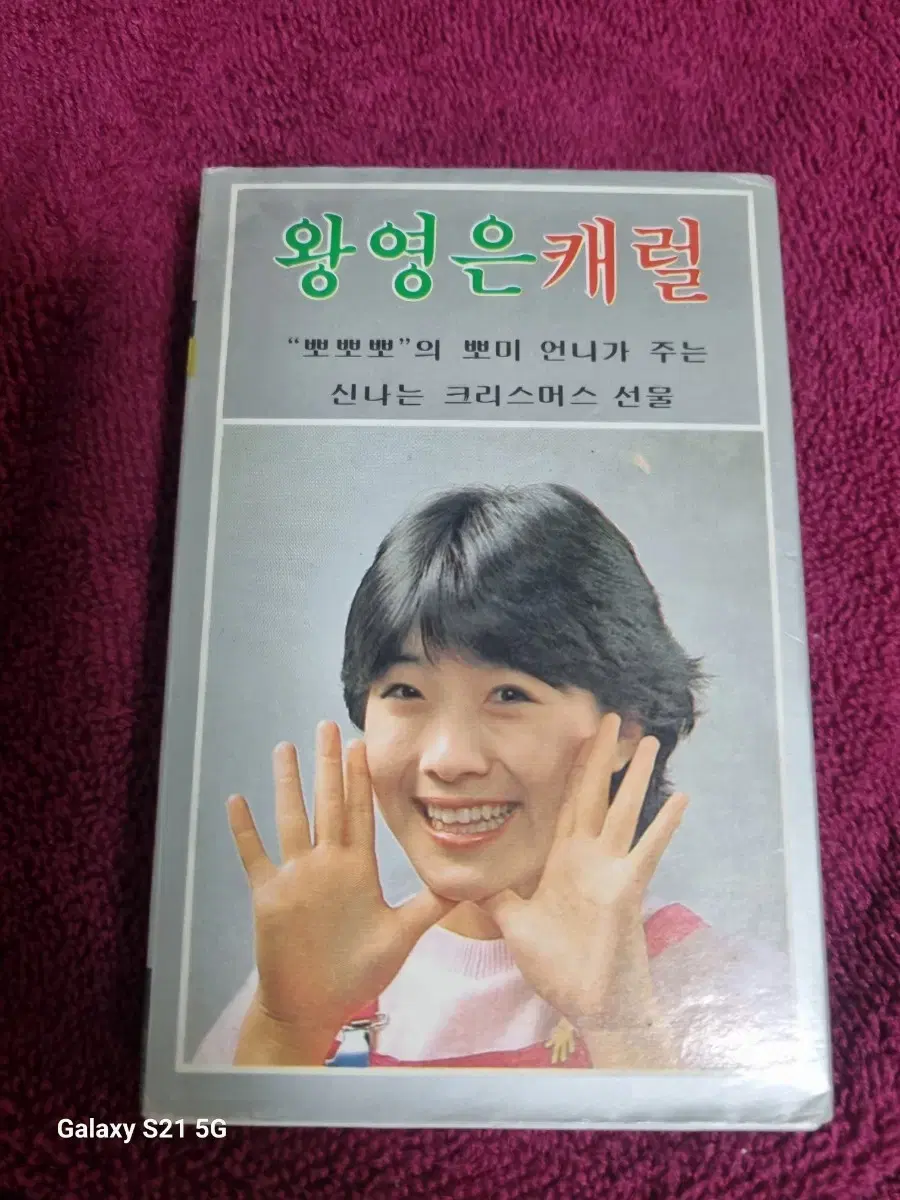 왕영은캐럴
“뽀뽀뽀”의 뽀미 언니가 주는
신나는 크리스머스 선물
Galaxy S21 5G